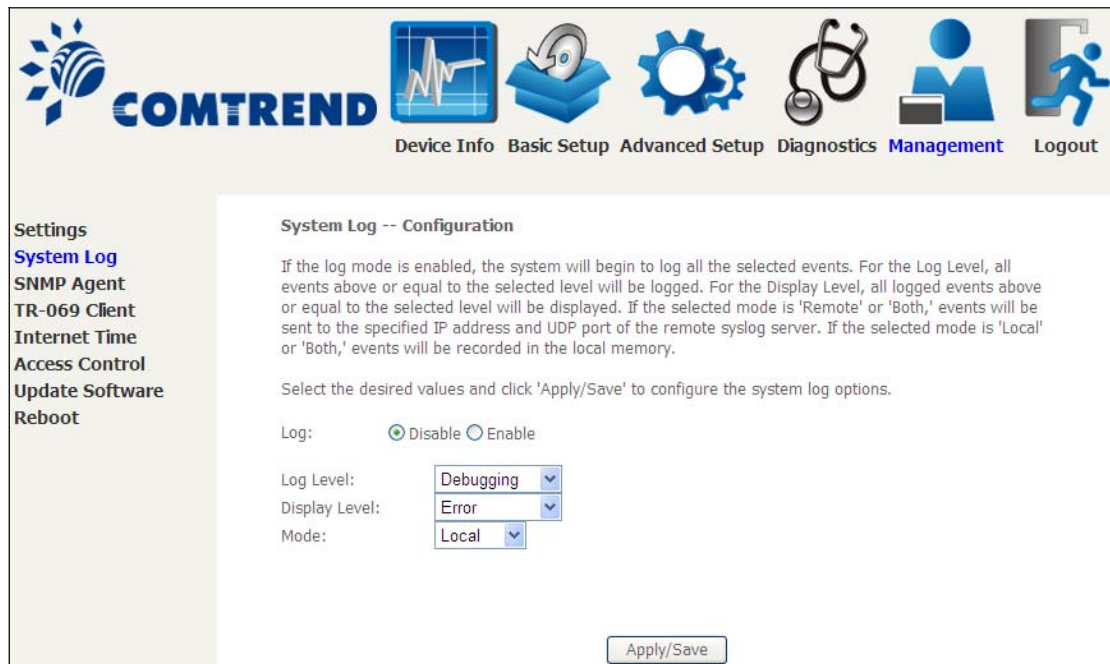 COMTREND
Device Info Basic Setup Advanced Setup Diagnostics Management Logout
Settings
System Log
SNMP Agent
TR-069 Client
Internet Time
Access Control
Update Software
Reboot
System Log -- Configuration
If the log mode is enabled, the system will begin to log all the selected events. For the Log Level, all
events above or equal to the selected level will be logged. For the Display Level, all logged events above
or equal to the selected level will be displayed. If the selected mode is 'Remote' or 'Both,' events will be
sent to the specified IP address and UDP port of the remote syslog server. If the selected mode is 'Local'
or 'Both,' events will be recorded in the local memory.
Select the desired values and click 'Apply/Save' to configure the system log options.
Log: Disable Enable
Log Level: Debugging
Display Level: Error
Mode: Local
Apply/Save